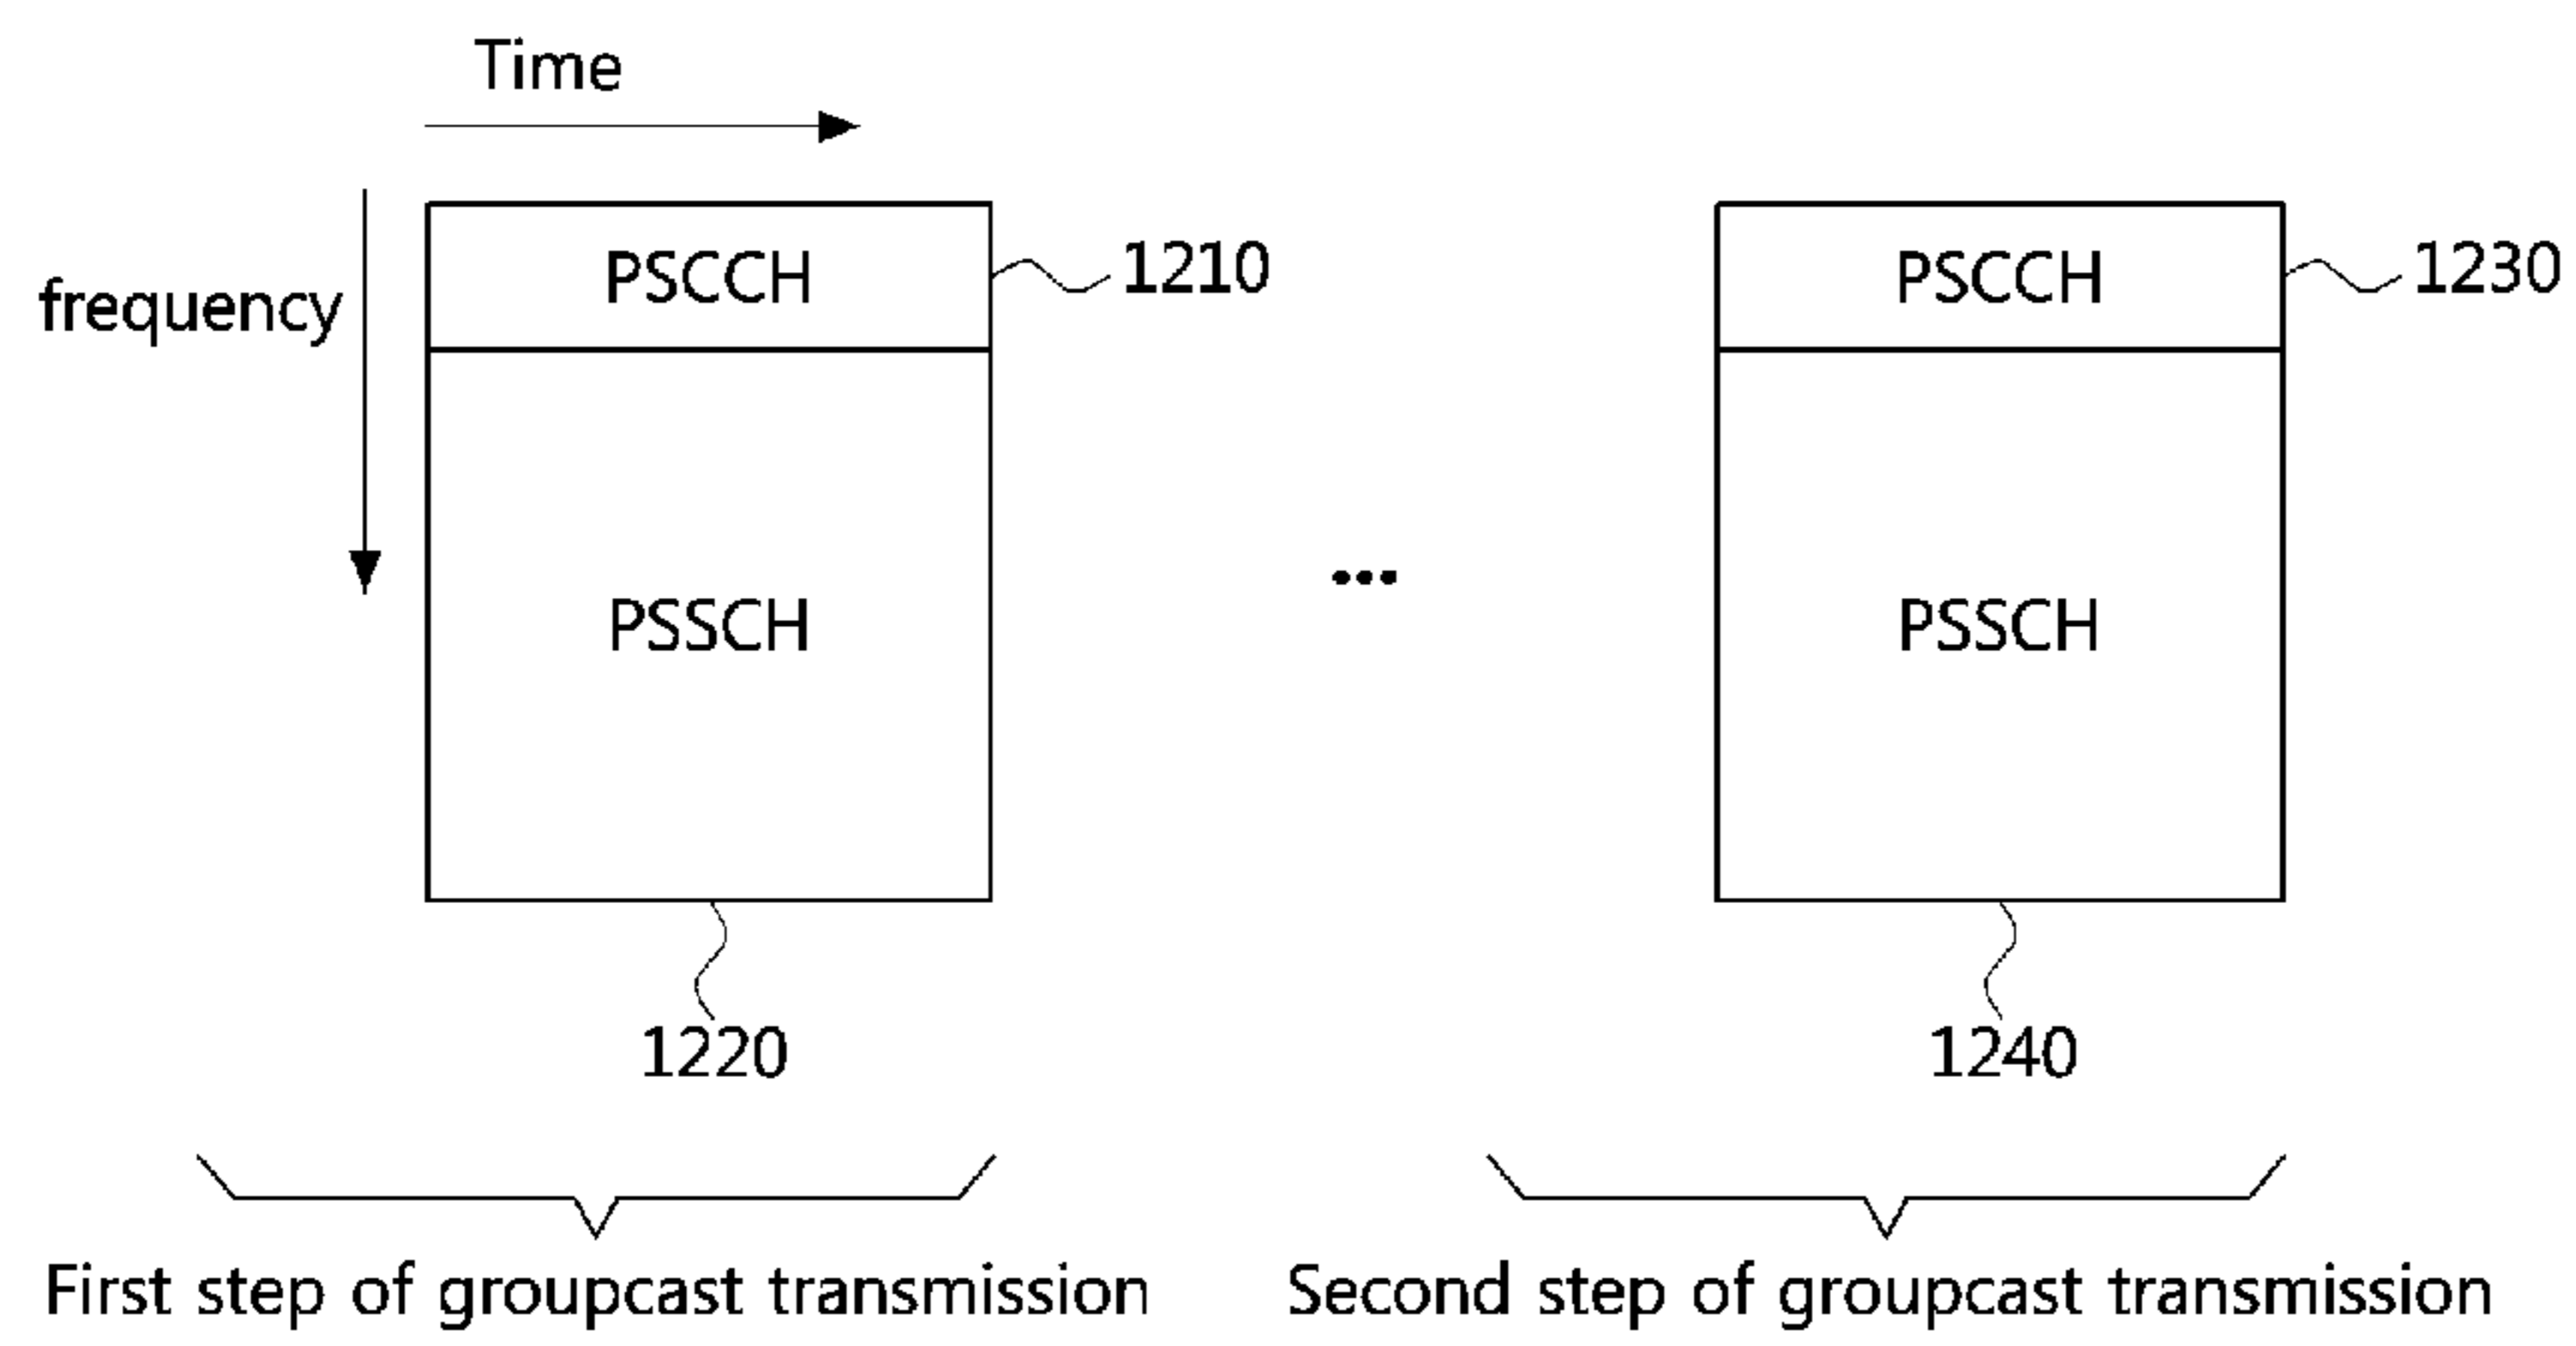 Time
frequency
PSCCH
1210
PSSCH
1220
...
PSCCH
1230
PSSCH
1240
First step of groupcast transmission
Second step of groupcast transmission